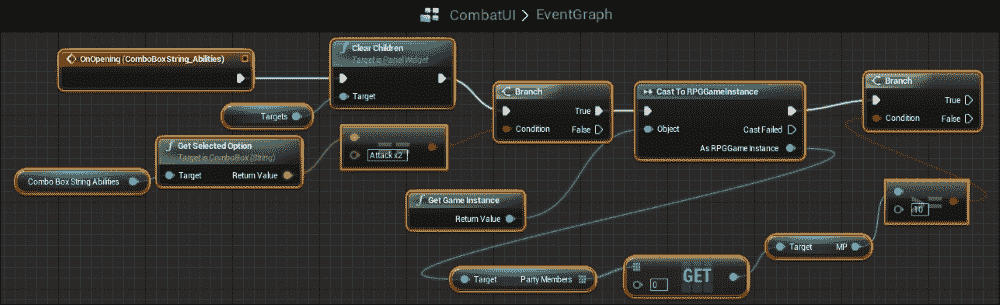 CombatUI > EventGraph
OnOpening (ComboBoxString_Abilities)
Clear Children
Target is Panel Widget
Target
Targets
Branch
True
Condition
False
Cast To RPGGameInstance
Object
Cast Failed
As RPGGame Instance
Branch
True
Condition
False
Get Selected Option
Target is ComboBox (String)
Target
Return Value
Combo Box String Abilities
Attack x2
Get Game Instance
Return Value
Target
Party Members
0
GET
Target
MP
10